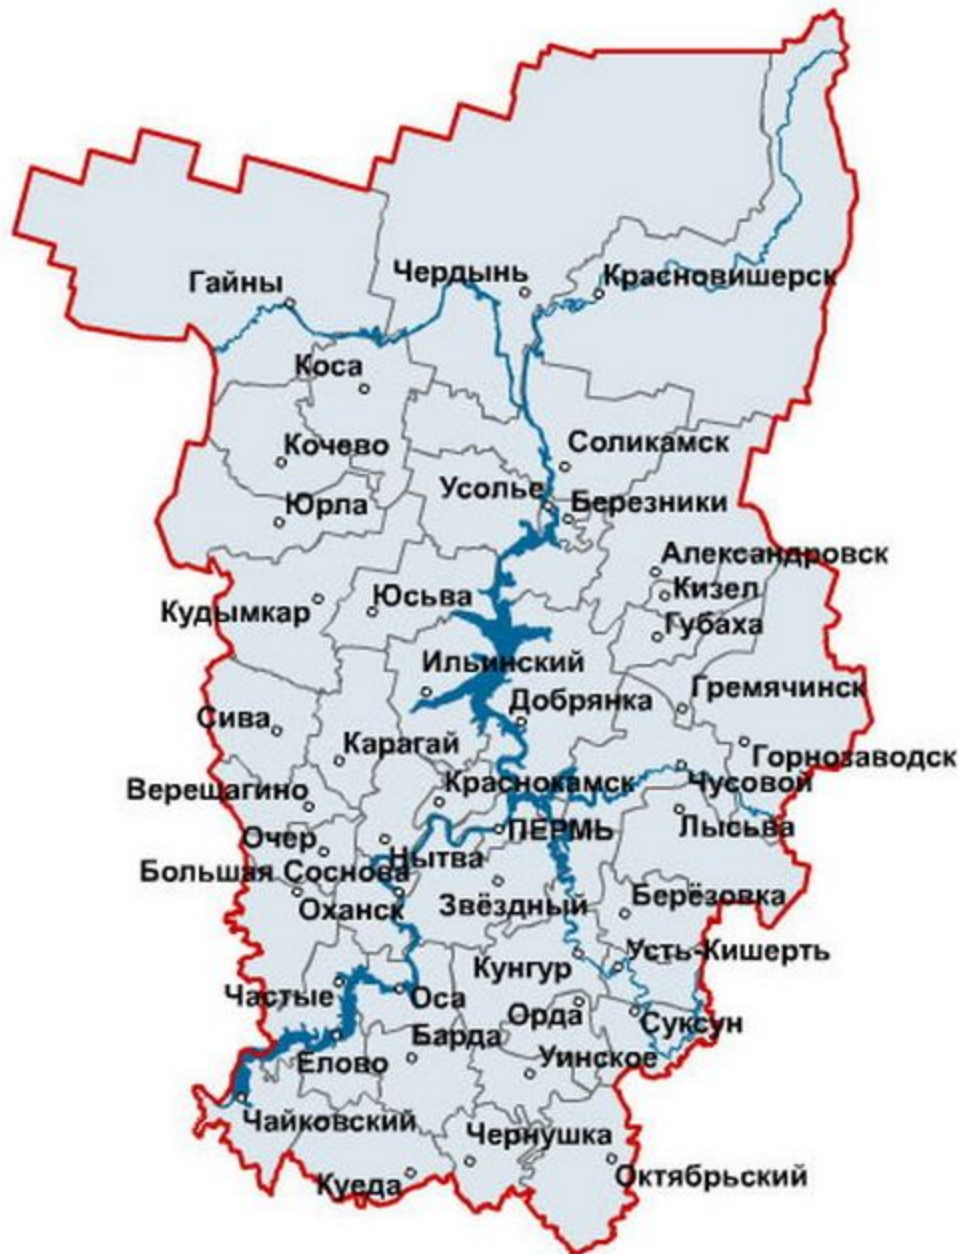 Чердынь
Красновишерск
Гайны
Коса
Кочево
Соликамск
Усолье
Березники
Юрла
Александровск
Кизел
Юсьва
Кудымкар
Губаха
Ильинский
Гремячинск
Добрянка
Сива
Карагай
Горнозаводск
Краснокамск
Чусовой
Верещагино
ПЕРМЬ
Лысьва
Очер
Нытва
Большая Соснова
Берёзовка
Оханск
Звёздный
Усть-Кишерть
Кунгур
Частые
Оса
Орда
Суксун
Барда
Елово
Уинское
Чайковский
Чернушка
Октябрьский
Куеда